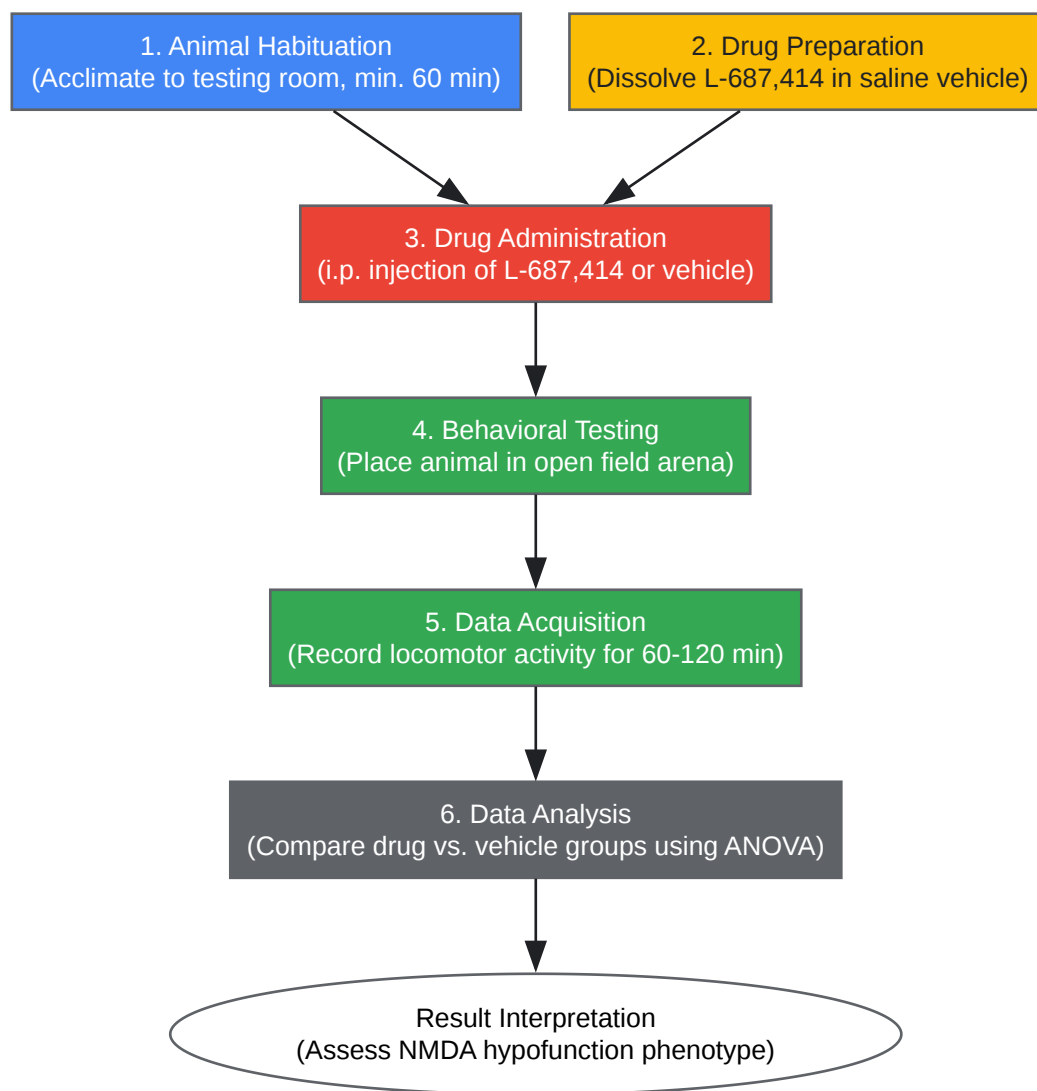 1. Animal Habituation
(Acclimate to testing room, min. 60 min)
2. Drug Preparation
(Dissolve L-687,414 in saline vehicle)
3. Drug Administration
(i.p. injection of L-687,414 or vehicle)
4. Behavioral Testing
(Place animal in open field arena)
5. Data Acquisition
(Record locomotor activity for 60-120 min)
6. Data Analysis
(Compare drug vs. vehicle groups using ANOVA)
Result Interpretation
(Assess NMDA hypofunction phenotype)